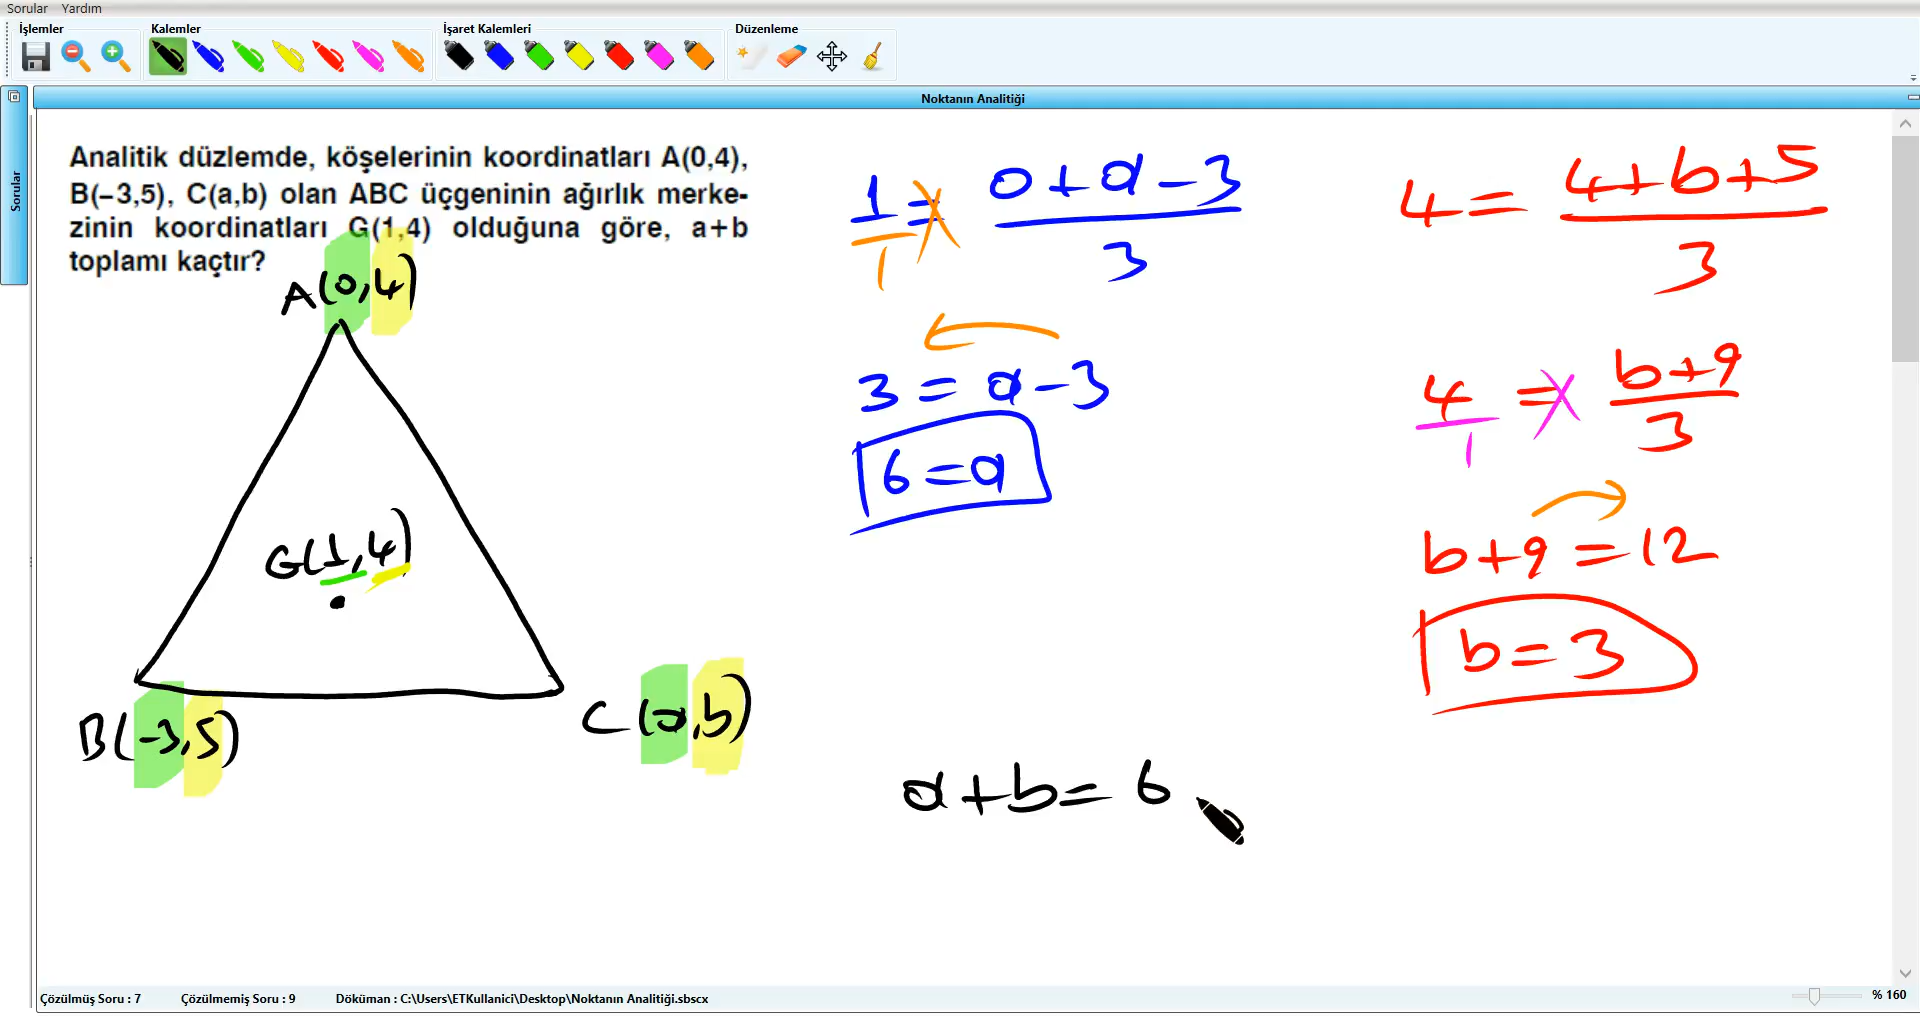 Sorular Yardım
İşlemler Kalemler İşaret Kalemleri Düzenleme
Sorular
Noktanın Analitiği
Analitik düzlemde, köşelerinin koordinatları A(0,4),
B(−3,5), C(a,b) olan ABC üçgeninin ağırlık merke-
zinin koordinatları G(1,4) olduğuna göre, a+b
toplamı kaçtır?
A(0,4)
G(1,4)
B(-3,5)
C(a,b)
1/1 = (0+a-3)/3
3 = a-3
6=a
4 = (4+b+5)/3
4/1 = (b+9)/3
b+9=12
b=3
a+b= 6
Çözülmüş Soru : 7 Çözülmemiş Soru : 9 Döküman : C:\Users\ETKullanici\Desktop\Noktanın Analitiği.sbscx % 160